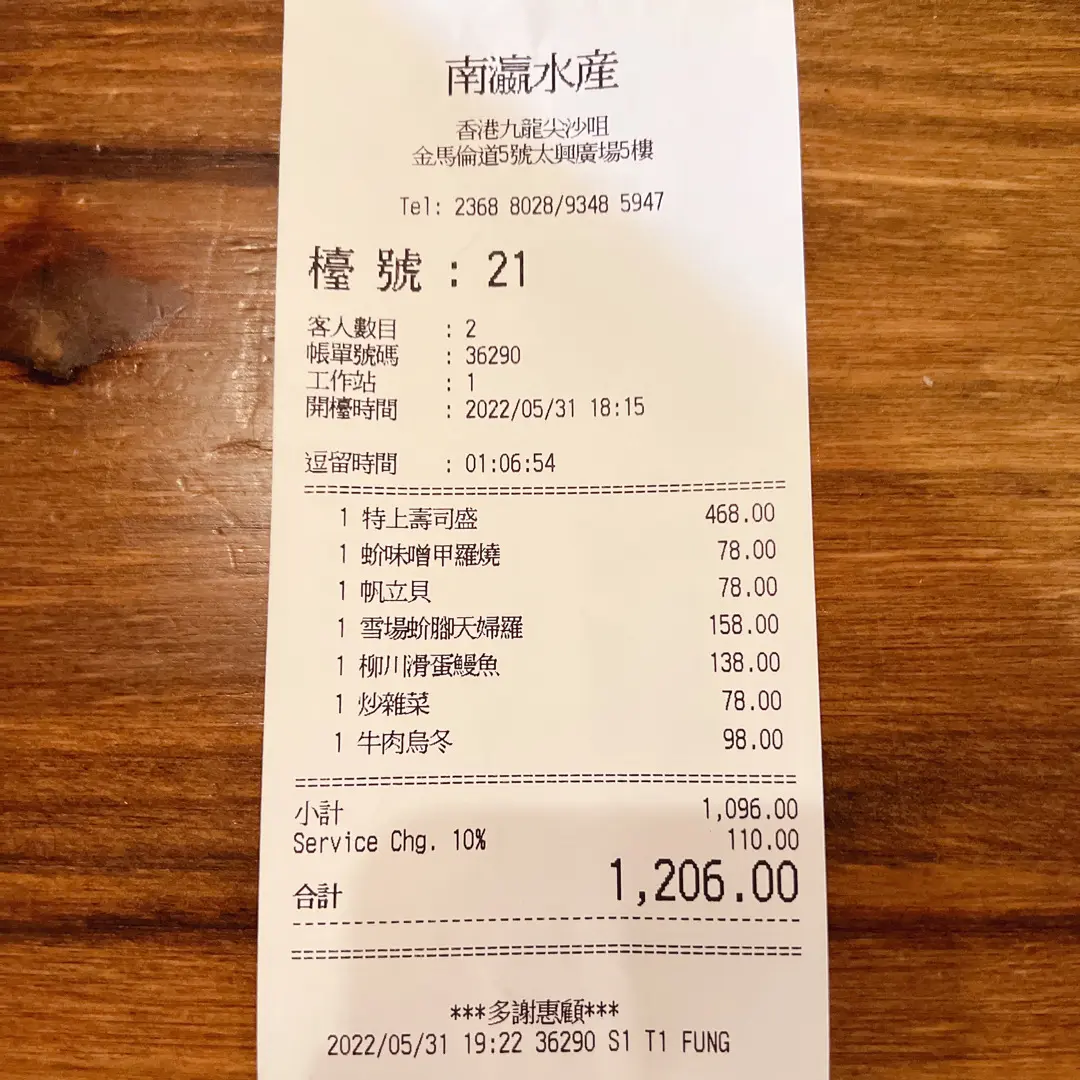 南瀛水産
香港九龍尖沙咀
金馬倫道5號太興廣場5樓
Tel: 2368 8028/9348 5947
檯 號 : 21
客人數目 : 2
帳單號碼 : 36290
工作站 : 1
開檯時間 : 2022/05/31 18:15
逗留時間 : 01:06:54
1 特上壽司盛 468.00
1 蚧味噌甲羅燒 78.00
1 帆立貝 78.00
1 雪場蚧腳天婦羅 158.00
1 柳川滑蛋鰻魚 138.00
1 炒雜菜 78.00
1 牛肉烏冬 98.00
小計 1,096.00
Service Chg. 10% 110.00
合計 1,206.00
***多謝惠顧***
2022/05/31 19:22 36290 S1 T1 FUNG